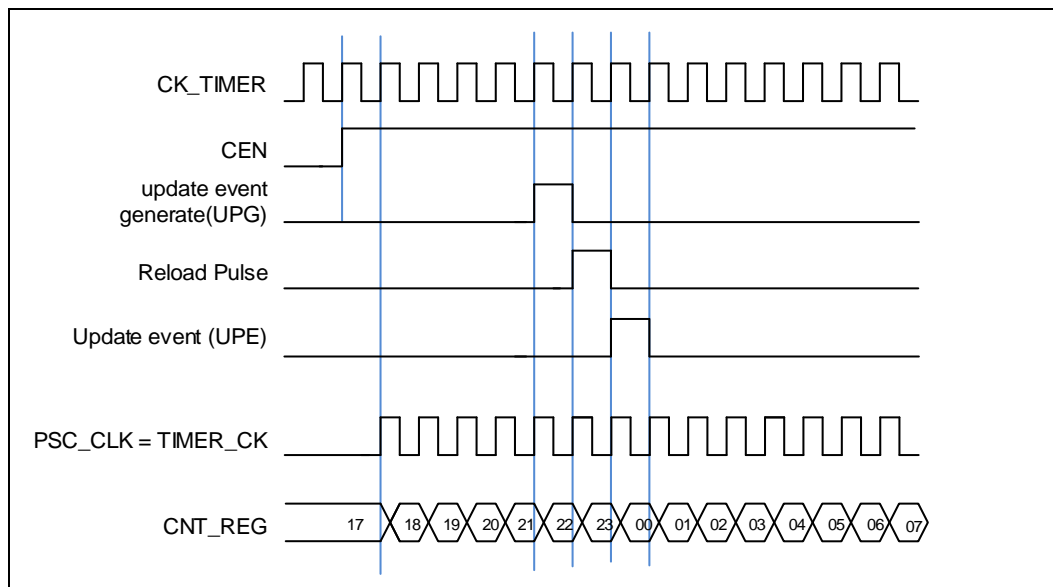 CK_TIMER
CEN
update event
generate(UPG)
Reload Pulse
Update event (UPE)
PSC_CLK = TIMER_CK
CNT_REG 17 18 19 20 21 22 23 00 01 02 03 04 05 06 07